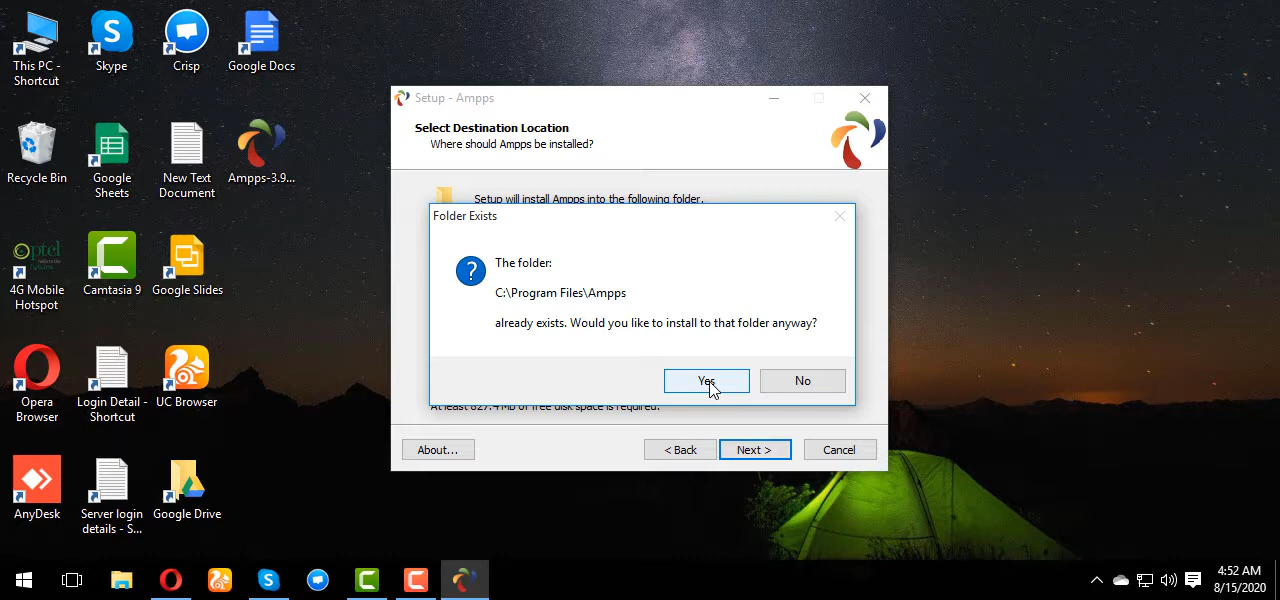 This PC -
Shortcut
Skype
Crisp
Google Docs
Recycle Bin
Google
Sheets
New Text
Document
Ampps-3.9...
4G Mobile
Hotspot
Camtasia 9
Google Slides
Opera
Browser
Login Detail -
Shortcut
UC Browser
AnyDesk
Server login
details - S...
Google Drive
Setup - Ampps
Select Destination Location
Where should Ampps be installed?
Setup will install Ampps into the following folder.
Folder Exists
The folder:
C:\Program Files\Ampps
already exists. Would you like to install to that folder anyway?
Yes
No
At least 827.4 Mb of free disk space is required.
About...
< Back
Next >
Cancel
4:52 AM
8/15/2020